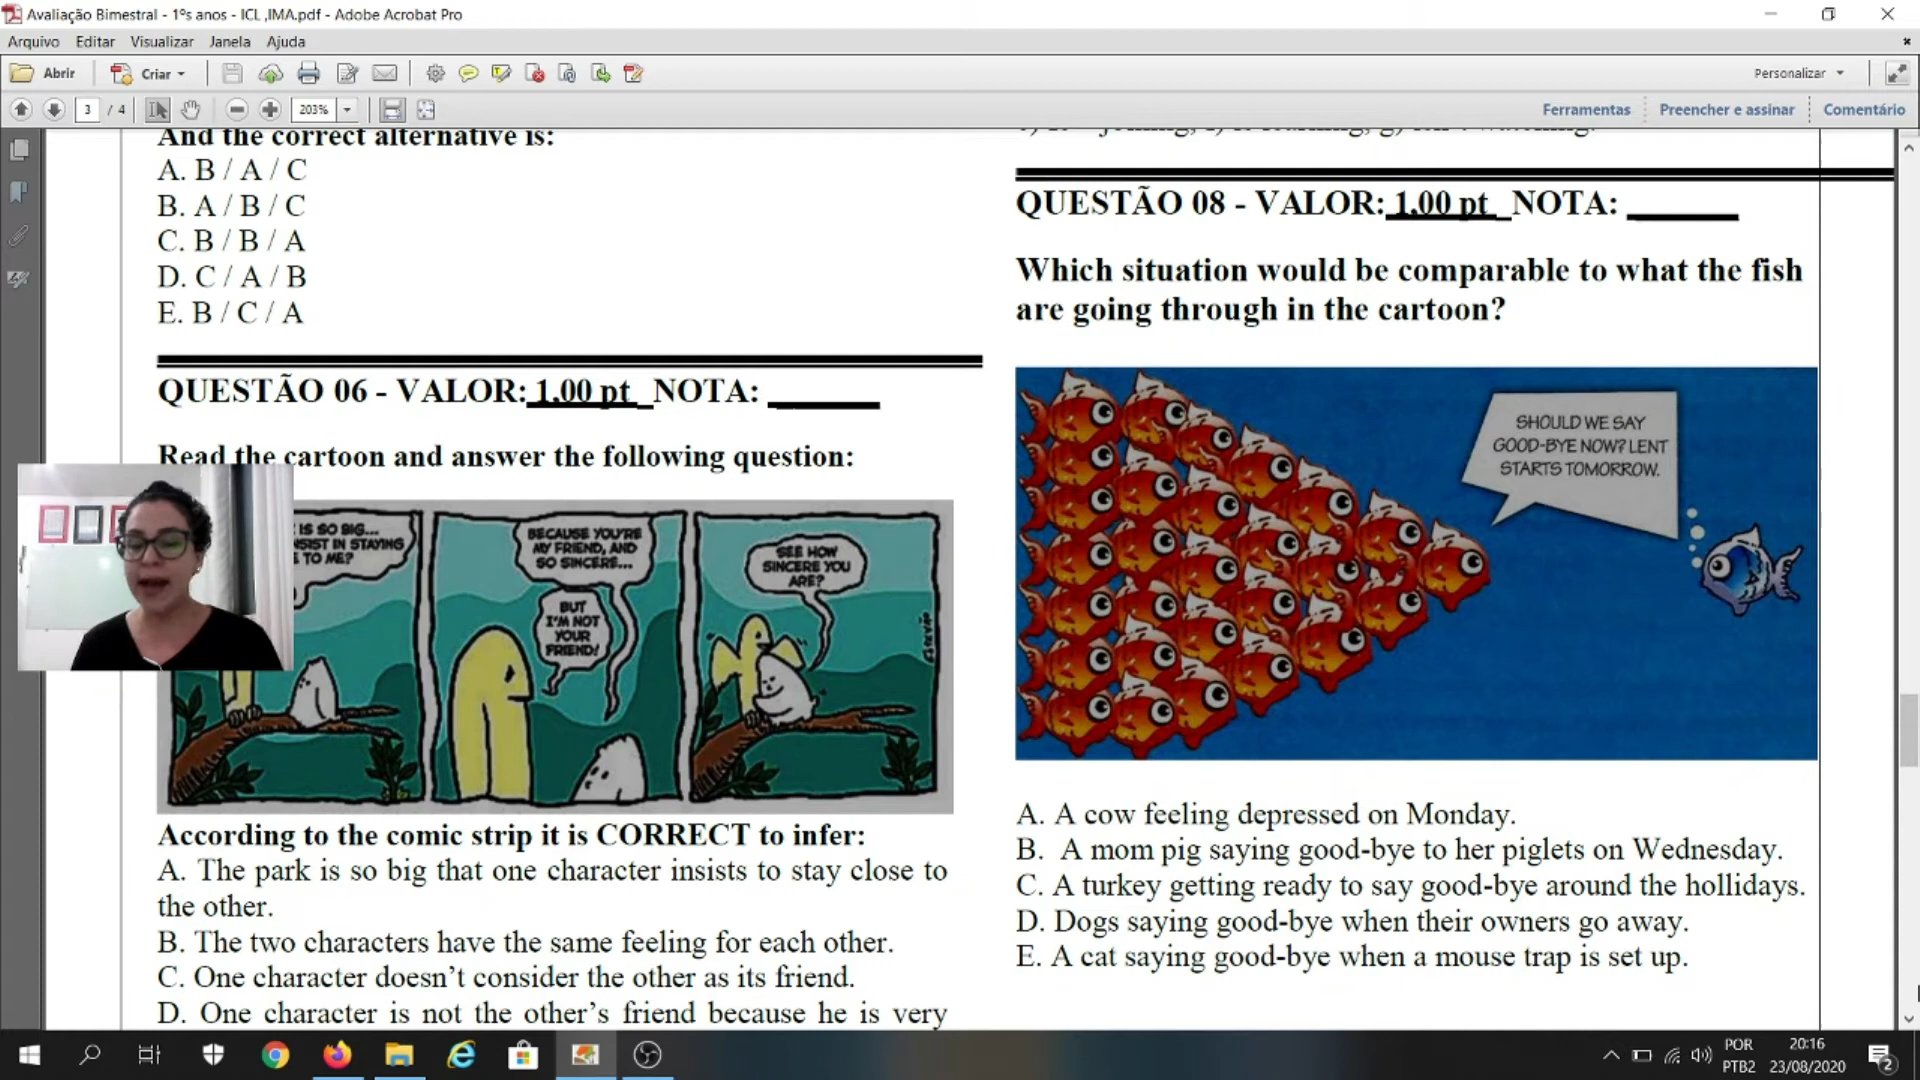 Avaliação Bimestral - 1ºs anos - ICL ,IMA.pdf - Adobe Acrobat Pro
Arquivo Editar Visualizar Janela Ajuda
Abrir Criar Personalizar
3 / 4 203% Ferramentas Preencher e assinar Comentário
And the correct alternative is:
A. B / A / C
B. A / B / C
C. B / B / A
D. C / A / B
E. B / C / A
QUESTÃO 06 - VALOR: 1,00 pt _NOTA: _______
Read the cartoon and answer the following question:
IS SO BIG...
TO ME?
BECAUSE YOU'RE
MY FRIEND, AND
SO SINCERE...
BUT
I'M NOT
YOUR
FRIEND!
SEE HOW
SINCERE YOU
ARE?
According to the comic strip it is CORRECT to infer:
A. The park is so big that one character insists to stay close to
the other.
B. The two characters have the same feeling for each other.
C. One character doesn’t consider the other as its friend.
D. One character is not the other’s friend because he is very
QUESTÃO 08 - VALOR: 1,00 pt _NOTA: _______
Which situation would be comparable to what the fish
are going through in the cartoon?
SHOULD WE SAY
GOOD-BYE NOW? LENT
STARTS TOMORROW.
A. A cow feeling depressed on Monday.
B. A mom pig saying good-bye to her piglets on Wednesday.
C. A turkey getting ready to say good-bye around the hollidays.
D. Dogs saying good-bye when their owners go away.
E. A cat saying good-bye when a mouse trap is set up.
POR
PTB2
20:16
23/08/2020
2